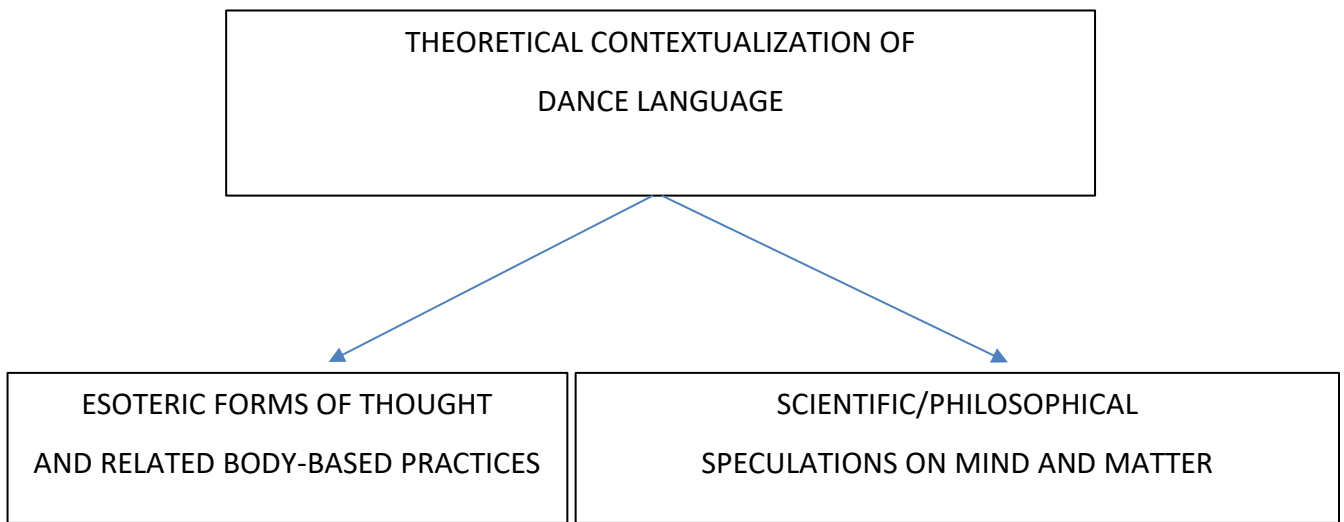 THEORETICAL CONTEXTUALIZATION OF
DANCE LANGUAGE
ESOTERIC FORMS OF THOUGHT
AND RELATED BODY-BASED PRACTICES
SCIENTIFIC/PHILOSOPHICAL
SPECULATIONS ON MIND AND MATTER